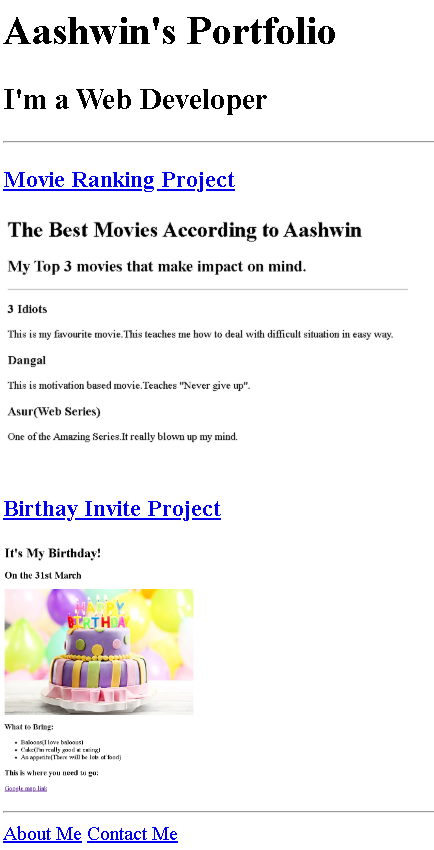 Aashwin's Portfolio
I'm a Web Developer
Movie Ranking Project
The Best Movies According to Aashwin
My Top 3 movies that make impact on mind.
3 Idiots
This is my favourite movie.This teaches me how to deal with difficult situation in easy way.
Dangal
This is motivation based movie.Teaches "Never give up".
Asur(Web Series)
One of the Amazing Series.It really blown up my mind.
Birthay Invite Project
It's My Birthday!
On the 31st March
HAPPY
BIRTHDAY
What to Bring:
Baloons(I love baloons)
Cake(I'm really good at eating)
An appetite(There will be lots of food)
This is where you need to go:
Google map link
About Me Contact Me